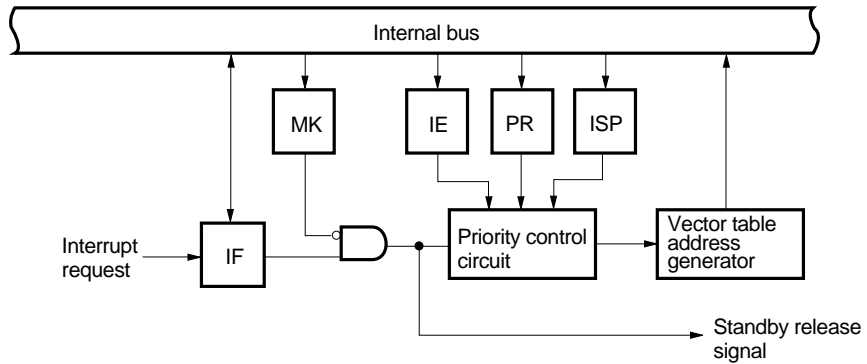 Internal bus
MK
IE
PR
ISP
Interrupt
request
IF
Priority control
circuit
Vector table
address
generator
Standby release
signal